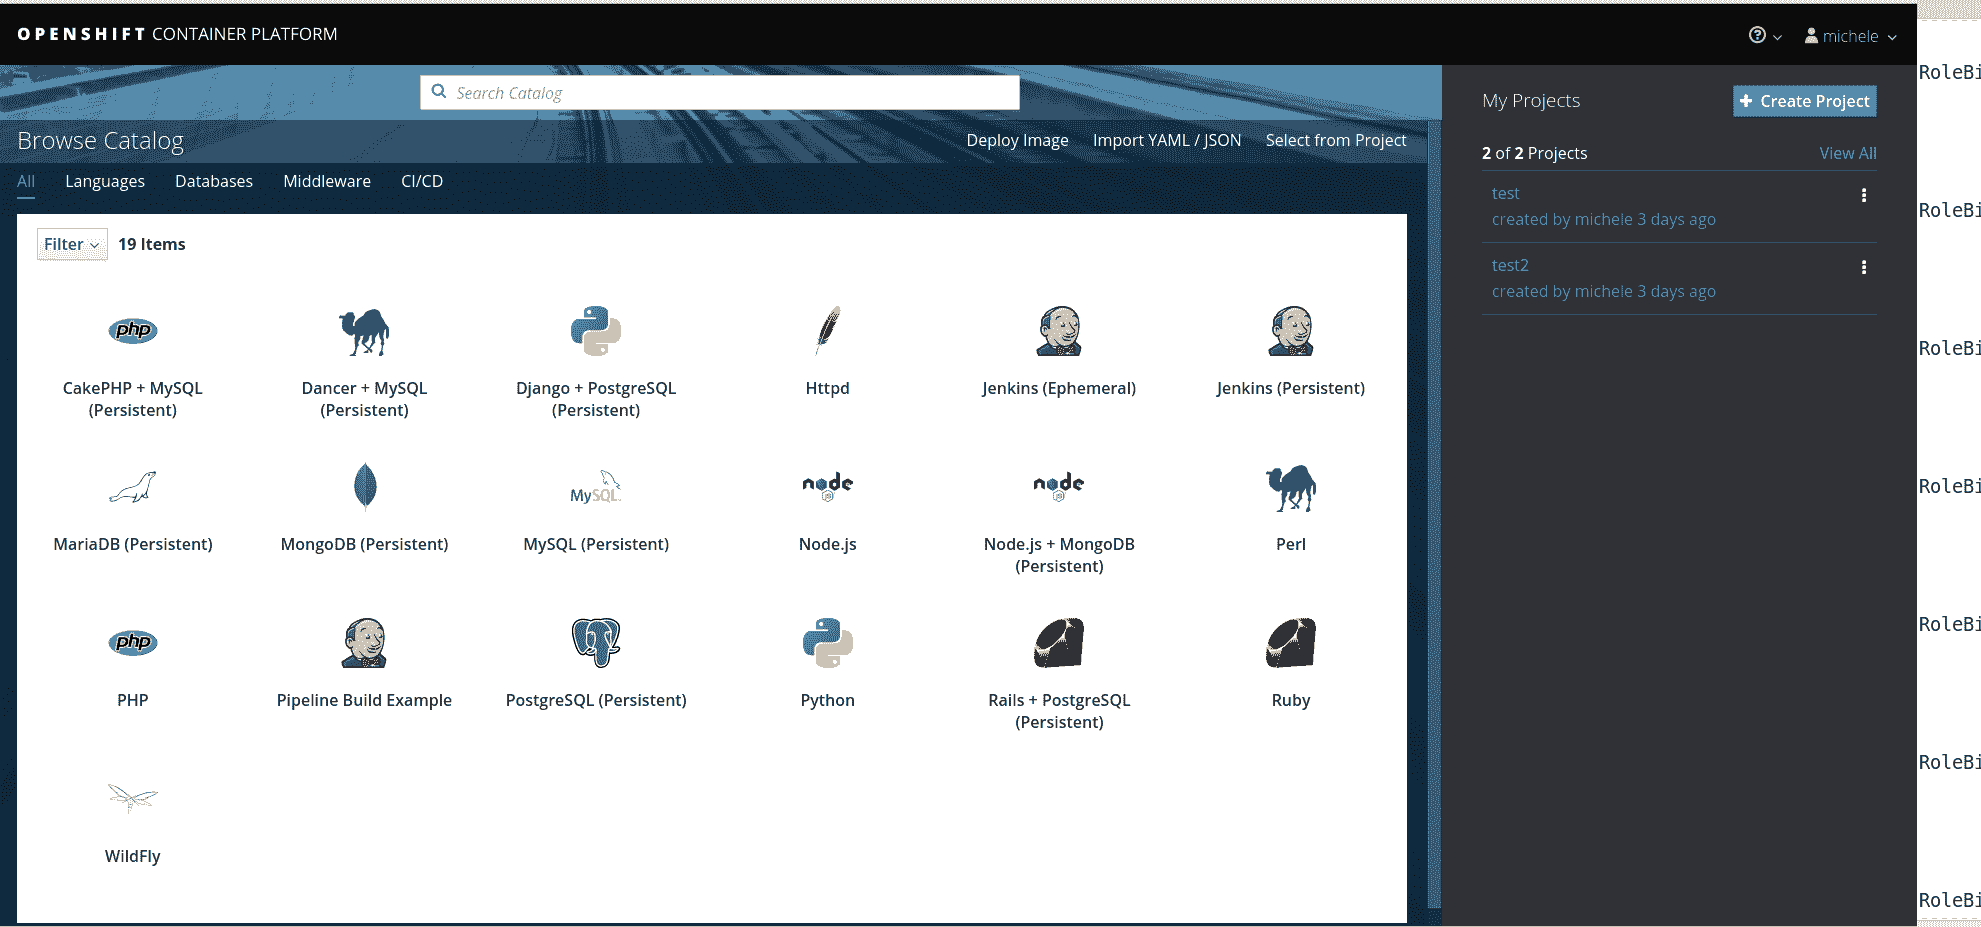 OPENSHIFT CONTAINER PLATFORM
michele
Search Catalog
Browse Catalog
Deploy Image Import YAML / JSON Select from Project
All Languages Databases Middleware CI/CD
Filter 19 Items
php
CakePHP + MySQL
(Persistent)
Dancer + MySQL
(Persistent)
Django + PostgreSQL
(Persistent)
Httpd
Jenkins (Ephemeral)
Jenkins (Persistent)
MariaDB (Persistent)
MongoDB (Persistent)
MySQL
MySQL (Persistent)
node
JS
Node.js
node
JS
Node.js + MongoDB
(Persistent)
Perl
php
PHP
Pipeline Build Example
PostgreSQL (Persistent)
Python
Rails + PostgreSQL
(Persistent)
Ruby
WildFly
My Projects
+ Create Project
2 of 2 Projects View All
test
created by michele 3 days ago
test2
created by michele 3 days ago
RoleBi
RoleBi
RoleBi
RoleBi
RoleBi
RoleBi
RoleBi